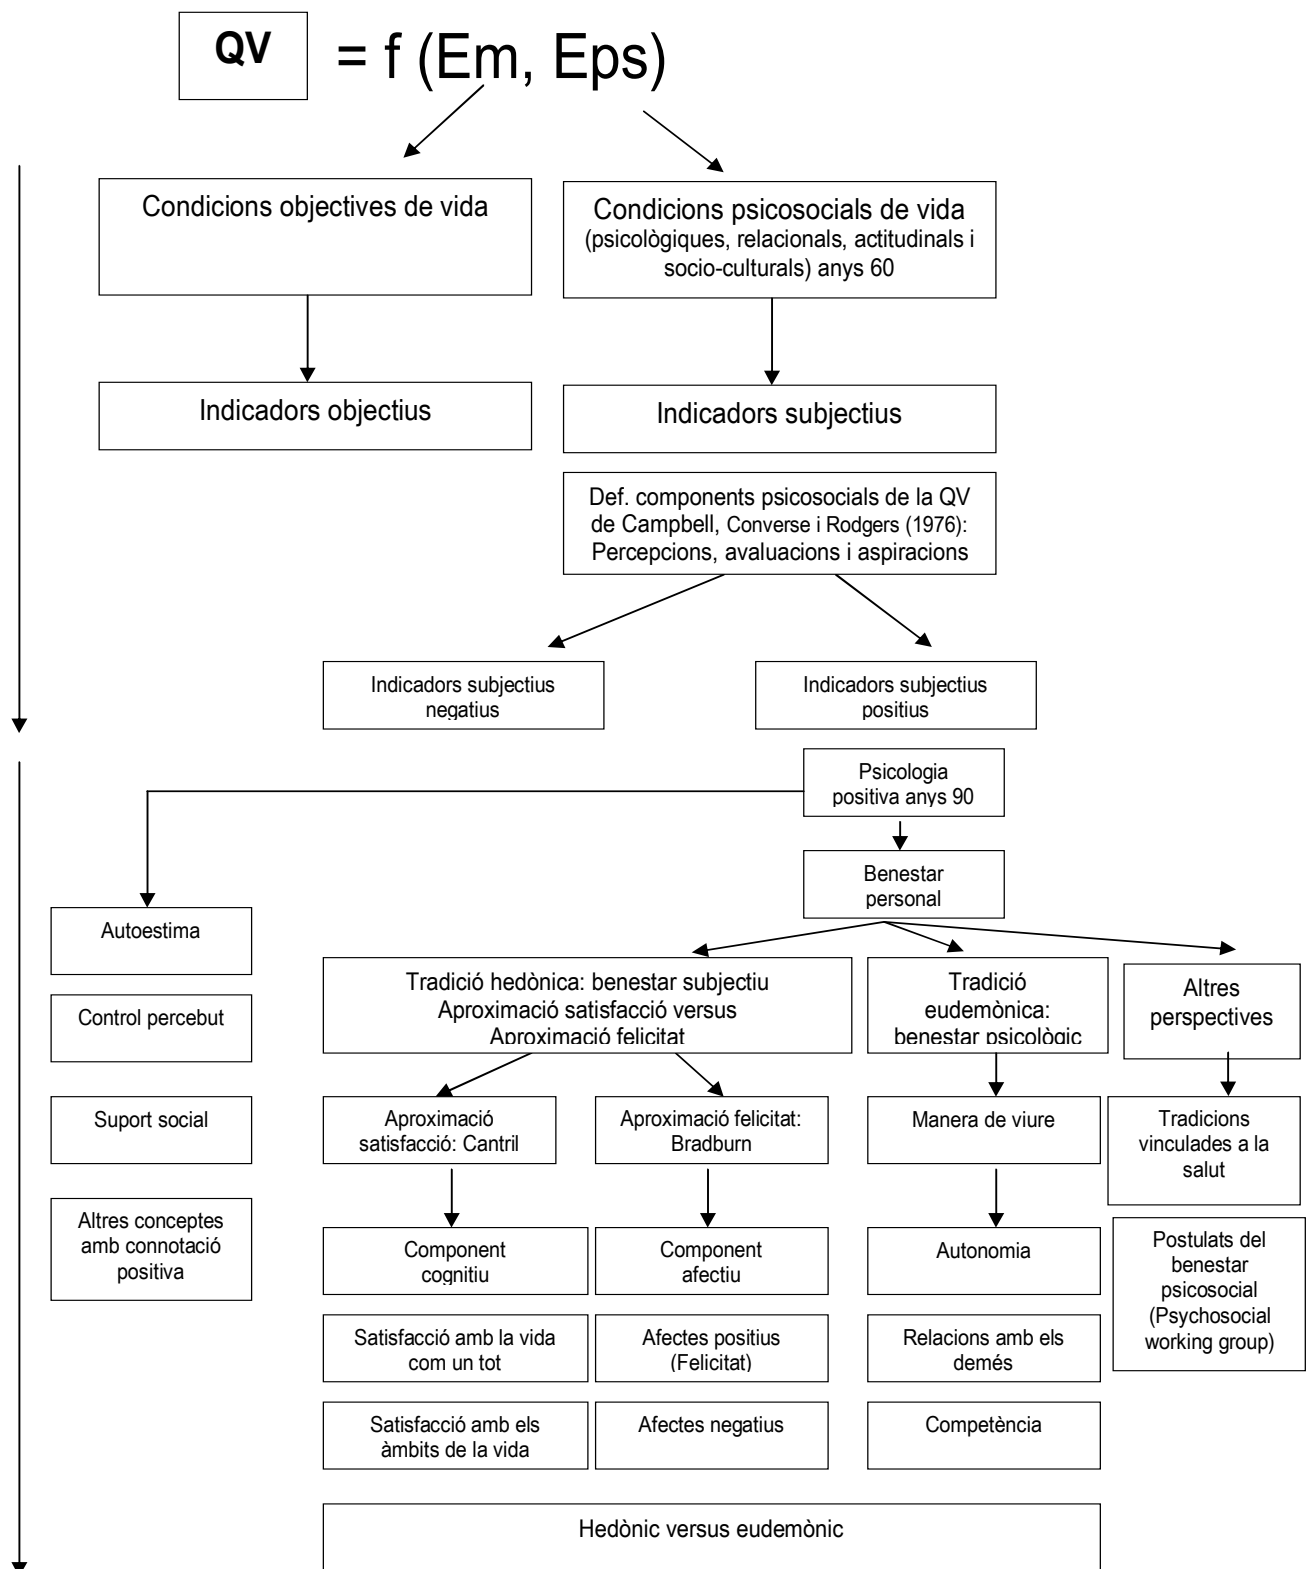 QV = f (Em, Eps)
Condicions objectives de vida
Condicions psicosocials de vida
(psicològiques, relacionals, actitudinals i
socio-culturals) anys 60
Indicadors objectius
Indicadors subjectius
Def. components psicosocials de la QV
de Campbell, Converse i Rodgers (1976):
Percepcions, avaluacions i aspiracions
Indicadors subjectius
negatius
Indicadors subjectius
positius
Psicologia
positiva anys 90
Benestar
personal
Autoestima
Control percebut
Suport social
Altres conceptes
amb connotació
positiva
Tradició hedònica: benestar subjectiu
Aproximació satisfacció versus
Aproximació felicitat
Tradició
eudemònica:
benestar psicològic
Altres
perspectives
Aproximació
satisfacció: Cantril
Aproximació felicitat:
Bradburn
Manera de viure
Tradicions
vinculades a la
salut
Component
cognitiu
Component
afectiu
Autonomia
Postulats del
benestar
psicosocial
(Psychosocial
working group)
Satisfacció amb la vida
com un tot
Afectes positius
(Felicitat)
Relacions amb els
demés
Satisfacció amb els
àmbits de la vida
Afectes negatius
Competència
Hedònic versus eudemònic